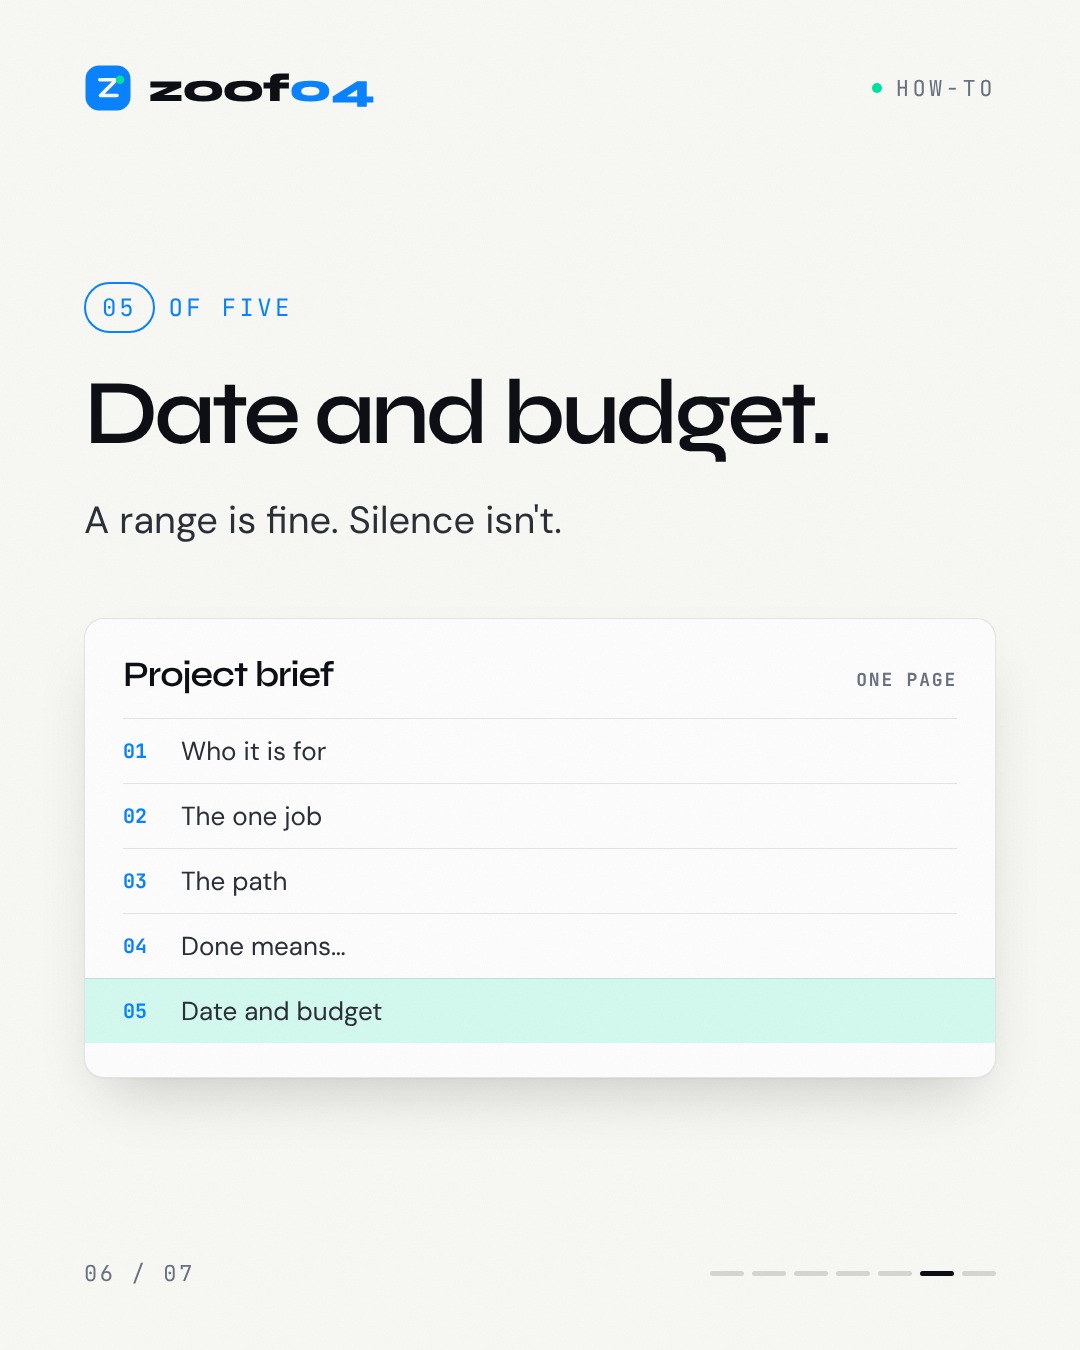 Z zoof04
HOW-TO
05 OF FIVE
Date and budget.
A range is fine. Silence isn't.
Project brief
ONE PAGE
01 Who it is for
02 The one job
03 The path
04 Done means...
05 Date and budget
06 / 07